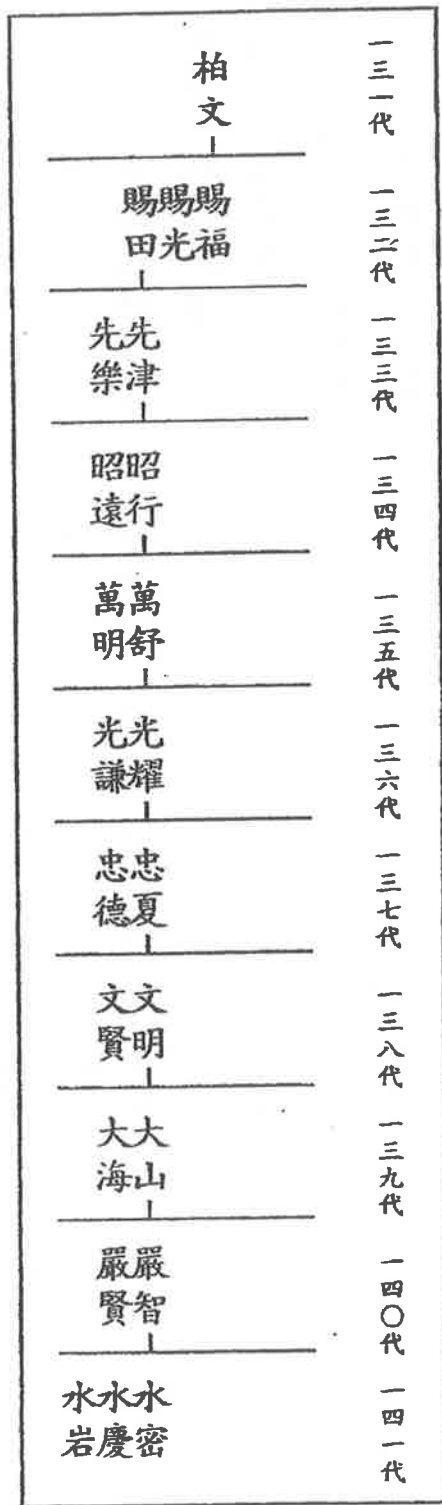 一三一代
柏文
一三二代
賜福
賜光
賜田
一三三代
先津
先樂
一三四代
昭行
昭遠
一三五代
萬舒
萬明
一三六代
光耀
光謙
一三七代
忠夏
忠德
一三八代
文明
文賢
一三九代
大山
大海
一四〇代
嚴智
嚴賢
一四一代
水密
水慶
水岩